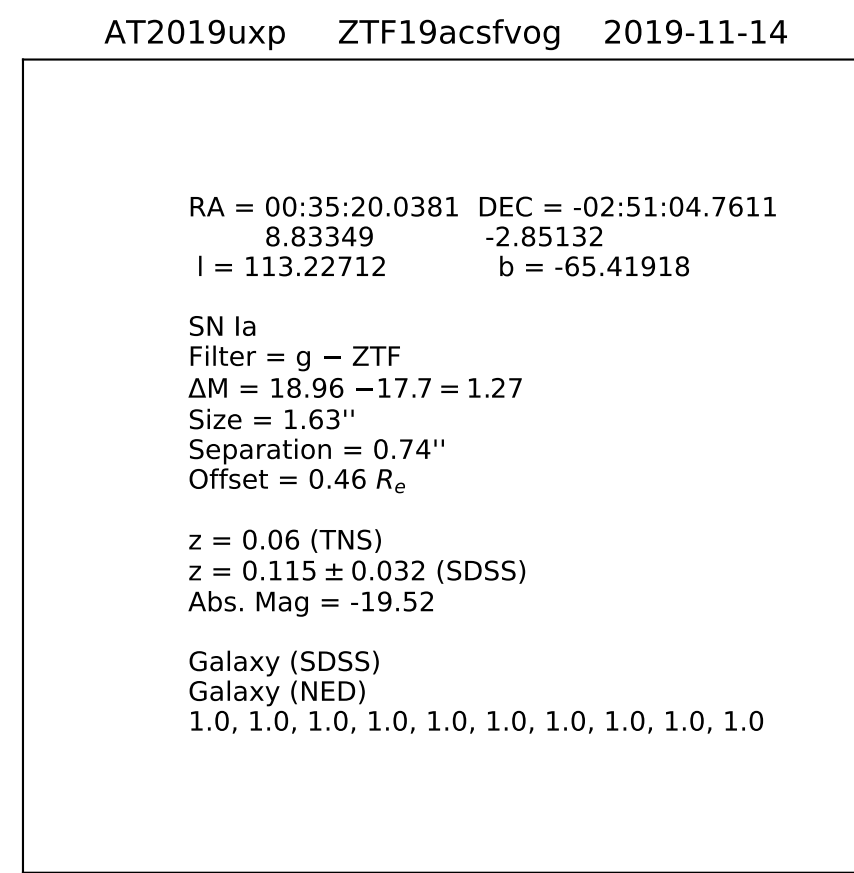 AT2019uxp ZTF19acsfvog 2019-11-14
RA = 00:35:20.0381 DEC = -02:51:04.7611
8.83349 -2.85132
l = 113.22712 b = -65.41918
SN Ia
Filter = g − ZTF
ΔM = 18.96 −17.7 = 1.27
Size = 1.63''
Separation = 0.74''
Offset = 0.46 Re
z = 0.06 (TNS)
z = 0.115 ± 0.032 (SDSS)
Abs. Mag = -19.52
Galaxy (SDSS)
Galaxy (NED)
1.0, 1.0, 1.0, 1.0, 1.0, 1.0, 1.0, 1.0, 1.0, 1.0